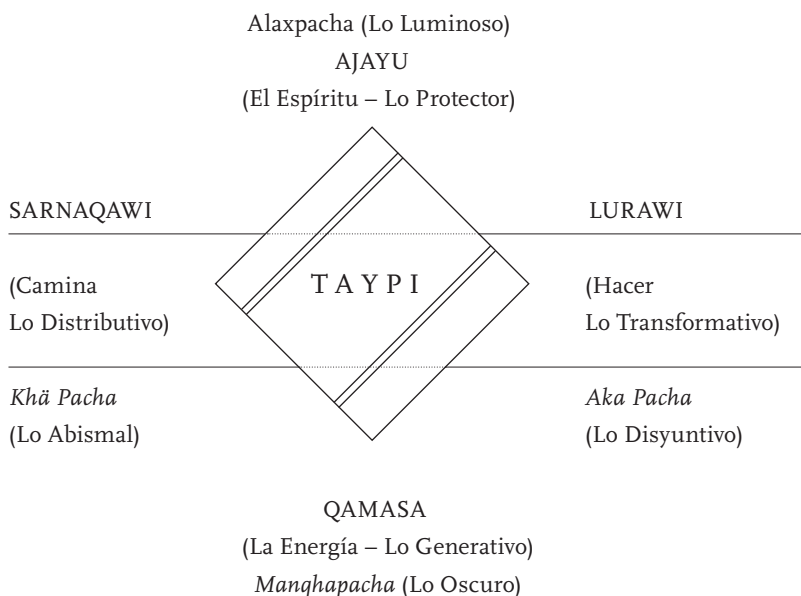 Alaxpacha (Lo Luminoso)
AJAYU
(El Espíritu – Lo Protector)
SARNAQAWI
LURAWI
(Camina
Lo Distributivo)
TAYPI
(Hacer
Lo Transformativo)
Khä Pacha
(Lo Abismal)
Aka Pacha
(Lo Disyuntivo)
QAMASA
(La Energía – Lo Generativo)
Manqhapacha (Lo Oscuro)